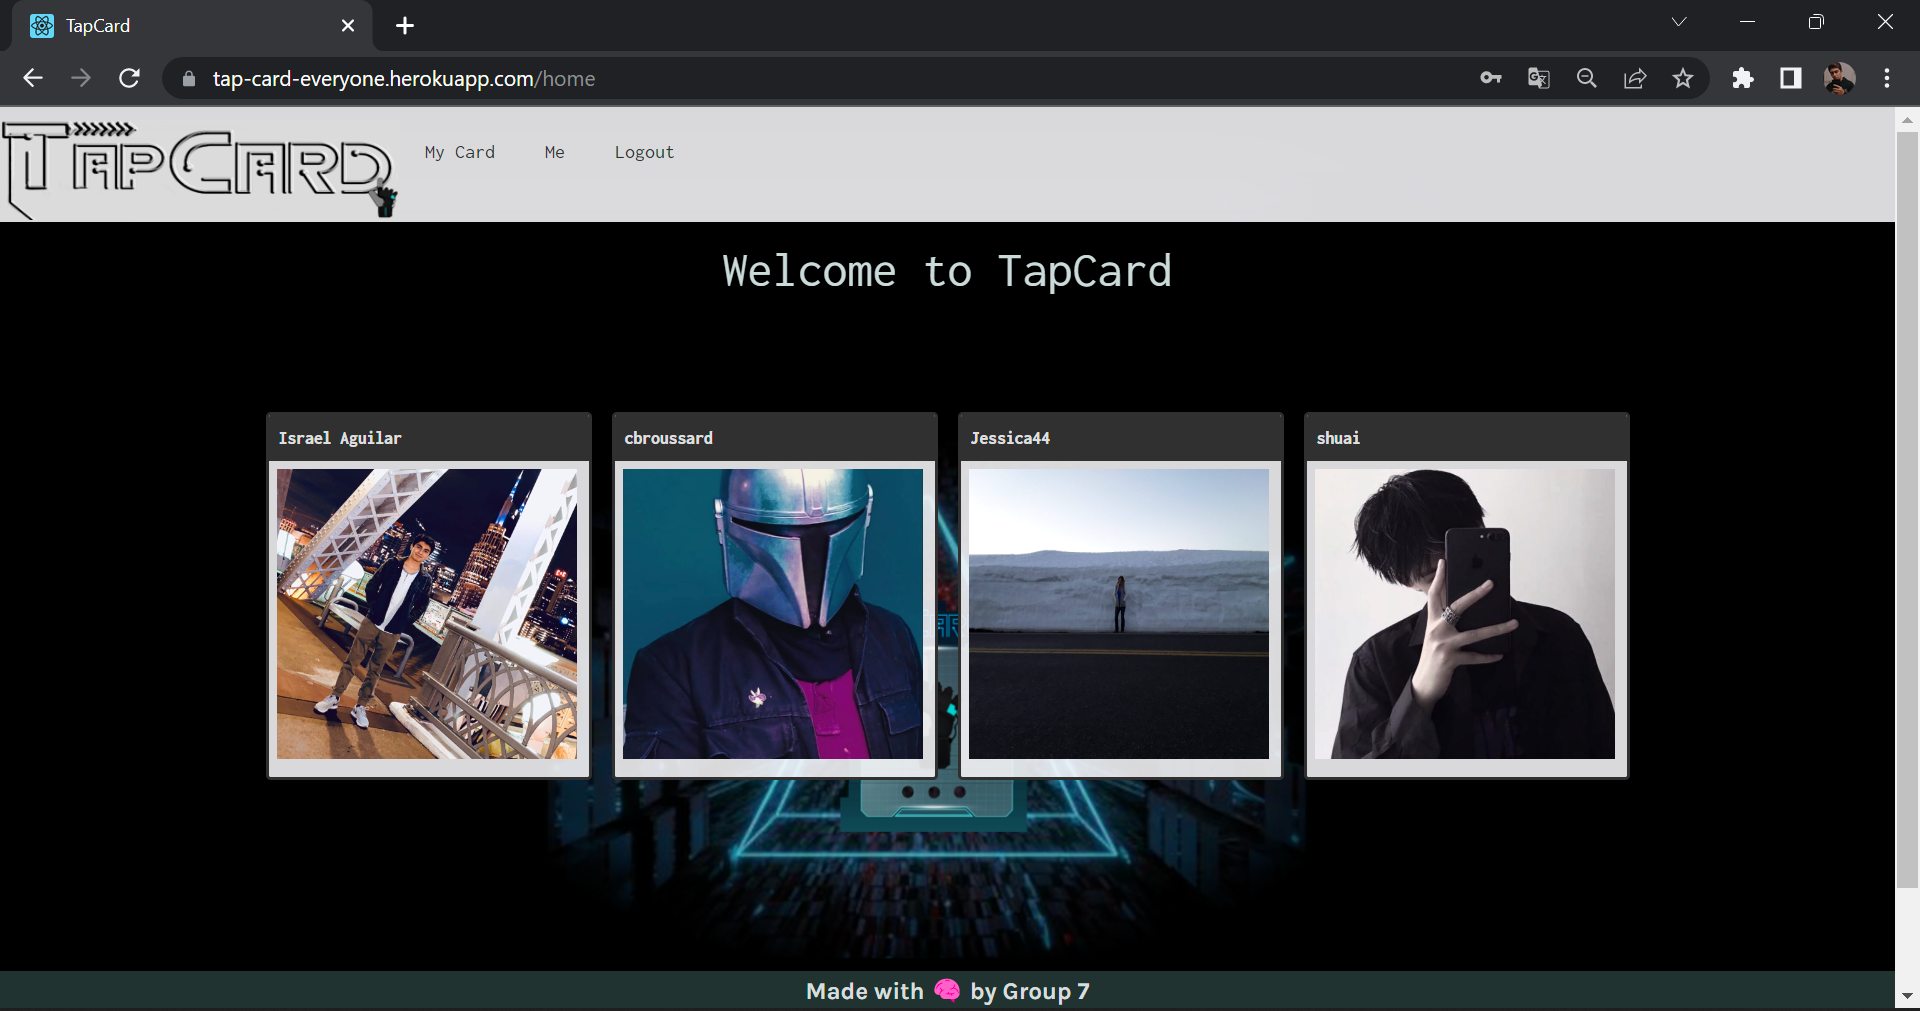 TapCard
tap-card-everyone.herokuapp.com/home
TapCard
My Card
Me
Logout
Welcome to TapCard
Israel Aguilar
cbroussard
Jessica44
shuai
Made with 🧠 by Group 7